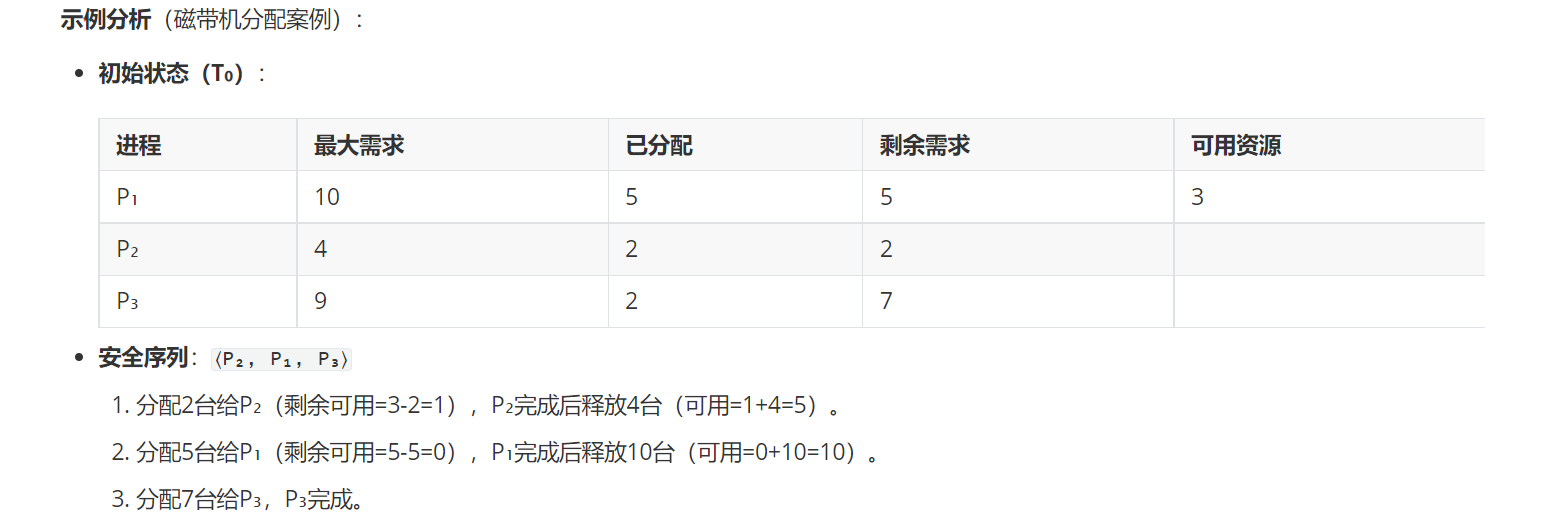 示例分析（磁带机分配案例）：
• 初始状态（T₀）：
进程 最大需求 已分配 剩余需求 可用资源
P₁ 10 5 5 3
P₂ 4 2 2
P₃ 9 2 7
• 安全序列：⟨P₂, P₁, P₃⟩
1. 分配2台给P₂（剩余可用=3-2=1），P₂完成后释放4台（可用=1+4=5）。
2. 分配5台给P₁（剩余可用=5-5=0），P₁完成后释放10台（可用=0+10=10）。
3. 分配7台给P₃，P₃完成。